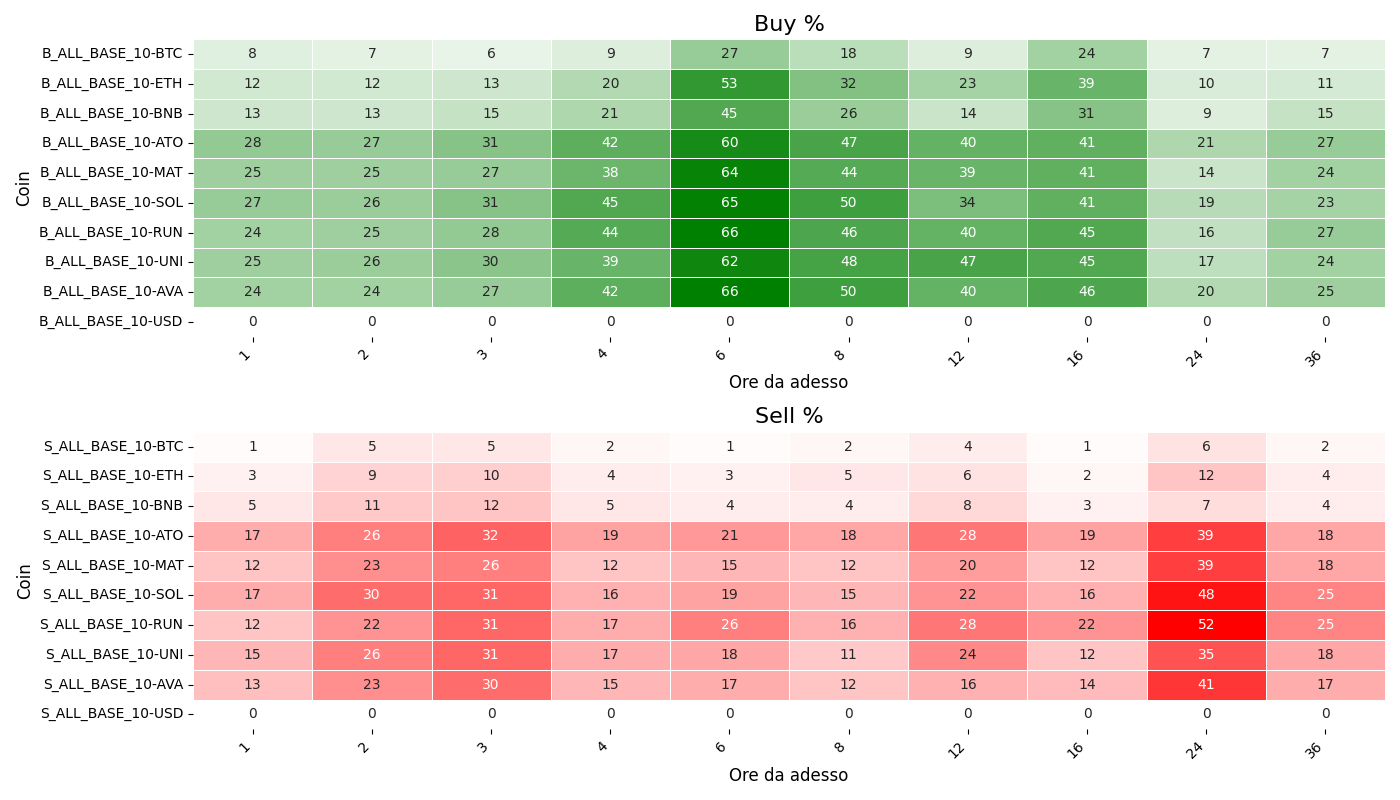 Buy %
Coin
B_ALL_BASE_10-BTC 8 7 6 9 27 18 9 24 7 7
B_ALL_BASE_10-ETH 12 12 13 20 53 32 23 39 10 11
B_ALL_BASE_10-BNB 13 13 15 21 45 26 14 31 9 15
B_ALL_BASE_10-ATO 28 27 31 42 60 47 40 41 21 27
B_ALL_BASE_10-MAT 25 25 27 38 64 44 39 41 14 24
B_ALL_BASE_10-SOL 27 26 31 45 65 50 34 41 19 23
B_ALL_BASE_10-RUN 24 25 28 44 66 46 40 45 16 27
B_ALL_BASE_10-UNI 25 26 30 39 62 48 47 45 17 24
B_ALL_BASE_10-AVA 24 24 27 42 66 50 40 46 20 25
B_ALL_BASE_10-USD 0 0 0 0 0 0 0 0 0 0
1 2 3 4 6 8 12 16 24 36
Ore da adesso
Sell %
Coin
S_ALL_BASE_10-BTC 1 5 5 2 1 2 4 1 6 2
S_ALL_BASE_10-ETH 3 9 10 4 3 5 6 2 12 4
S_ALL_BASE_10-BNB 5 11 12 5 4 4 8 3 7 4
S_ALL_BASE_10-ATO 17 26 32 19 21 18 28 19 39 18
S_ALL_BASE_10-MAT 12 23 26 12 15 12 20 12 39 18
S_ALL_BASE_10-SOL 17 30 31 16 19 15 22 16 48 25
S_ALL_BASE_10-RUN 12 22 31 17 26 16 28 22 52 25
S_ALL_BASE_10-UNI 15 26 31 17 18 11 24 12 35 18
S_ALL_BASE_10-AVA 13 23 30 15 17 12 16 14 41 17
S_ALL_BASE_10-USD 0 0 0 0 0 0 0 0 0 0
1 2 3 4 6 8 12 16 24 36
Ore da adesso